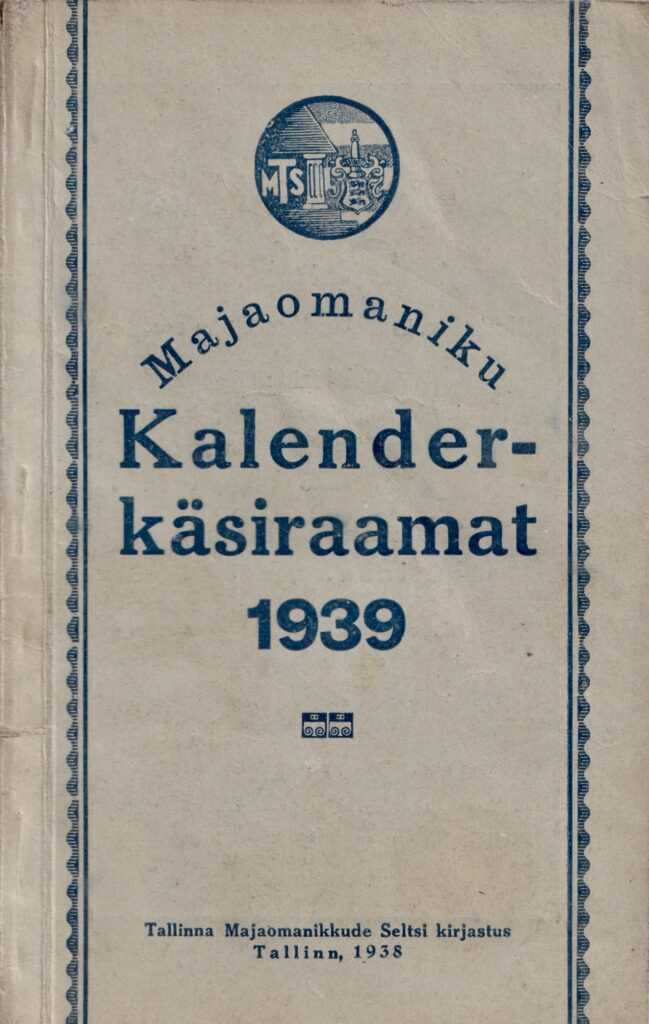 MTS
Majaomaniku
Kalender-
käsiraamat
1939
Tallinna Majaomanikkude Seltsi kirjastus
Tallinn, 1938